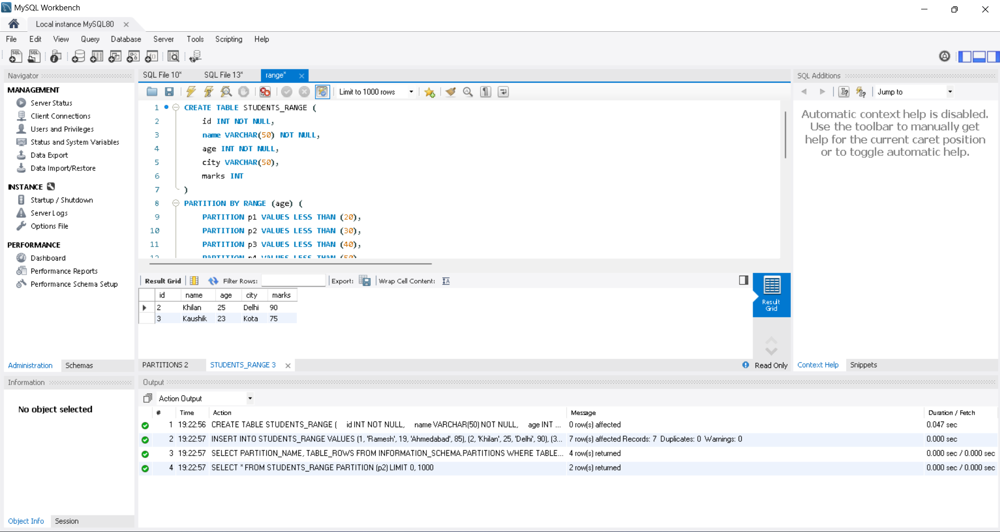 MySQL Workbench
Local instance MySQL80
File Edit View Query Database Server Tools Scripting Help
Navigator
MANAGEMENT
Server Status
Client Connections
Users and Privileges
Status and System Variables
Data Export
Data Import/Restore
INSTANCE
Startup / Shutdown
Server Logs
Options File
PERFORMANCE
Dashboard
Performance Reports
Performance Schema Setup
Administration Schemas
Information
No object selected
Object Info Session
SQL File 10* SQL File 13* range*
Limit to 1000 rows
1 CREATE TABLE STUDENTS_RANGE (
2 id INT NOT NULL,
3 name VARCHAR(50) NOT NULL,
4 age INT NOT NULL,
5 city VARCHAR(50),
6 marks INT
7 )
8 PARTITION BY RANGE (age) (
9 PARTITION p1 VALUES LESS THAN (20),
10 PARTITION p2 VALUES LESS THAN (30),
11 PARTITION p3 VALUES LESS THAN (40),
12 PARTITION p4 VALUES LESS THAN (50)
Result Grid Filter Rows: Export: Wrap Cell Content:
id name age city marks
2 Khilan 25 Delhi 90
3 Kaushik 23 Kota 75
Result
Grid
PARTITIONS 2 STUDENTS_RANGE 3 Read Only
SQL Additions
Jump to
Automatic context help is disabled.
Use the toolbar to manually get
help for the current caret position
or to toggle automatic help.
Context Help Snippets
Output
Action Output
# Time Action Message Duration / Fetch
1 19:22:56 CREATE TABLE STUDENTS_RANGE ( id INT NOT NULL, name VARCHAR(50) NOT NULL, age INT ... 0 row(s) affected 0.047 sec
2 19:22:57 INSERT INTO STUDENTS_RANGE VALUES (1, 'Ramesh', 19, 'Ahmedabad', 85), (2, 'Khilan', 25, 'Delhi', 90), (3... 7 row(s) affected Records: 7 Duplicates: 0 Warnings: 0 0.000 sec
3 19:22:57 SELECT PARTITION_NAME, TABLE_ROWS FROM INFORMATION_SCHEMA.PARTITIONS WHERE TABLE... 4 row(s) returned 0.000 sec / 0.000 sec
4 19:22:57 SELECT * FROM STUDENTS_RANGE PARTITION (p2) LIMIT 0, 1000 2 row(s) returned 0.000 sec / 0.000 sec